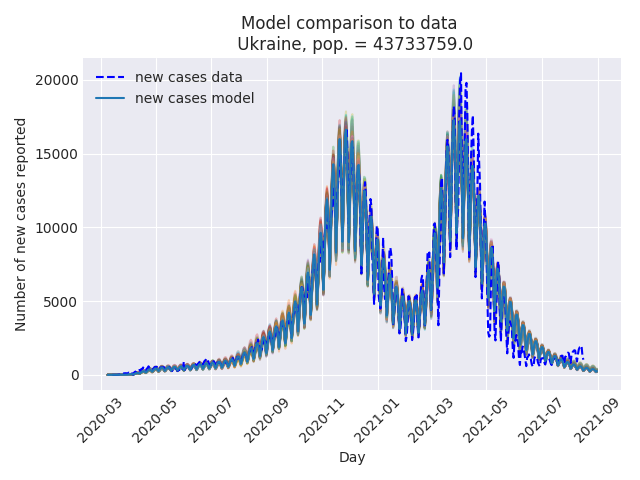 Model comparison to data
Ukraine, pop. = 43733759.0
new cases data
new cases model
Number of new cases reported
20000
15000
10000
5000
0
2020-03
2020-05
2020-07
2020-09
2020-11
2021-01
2021-03
2021-05
2021-07
2021-09
Day